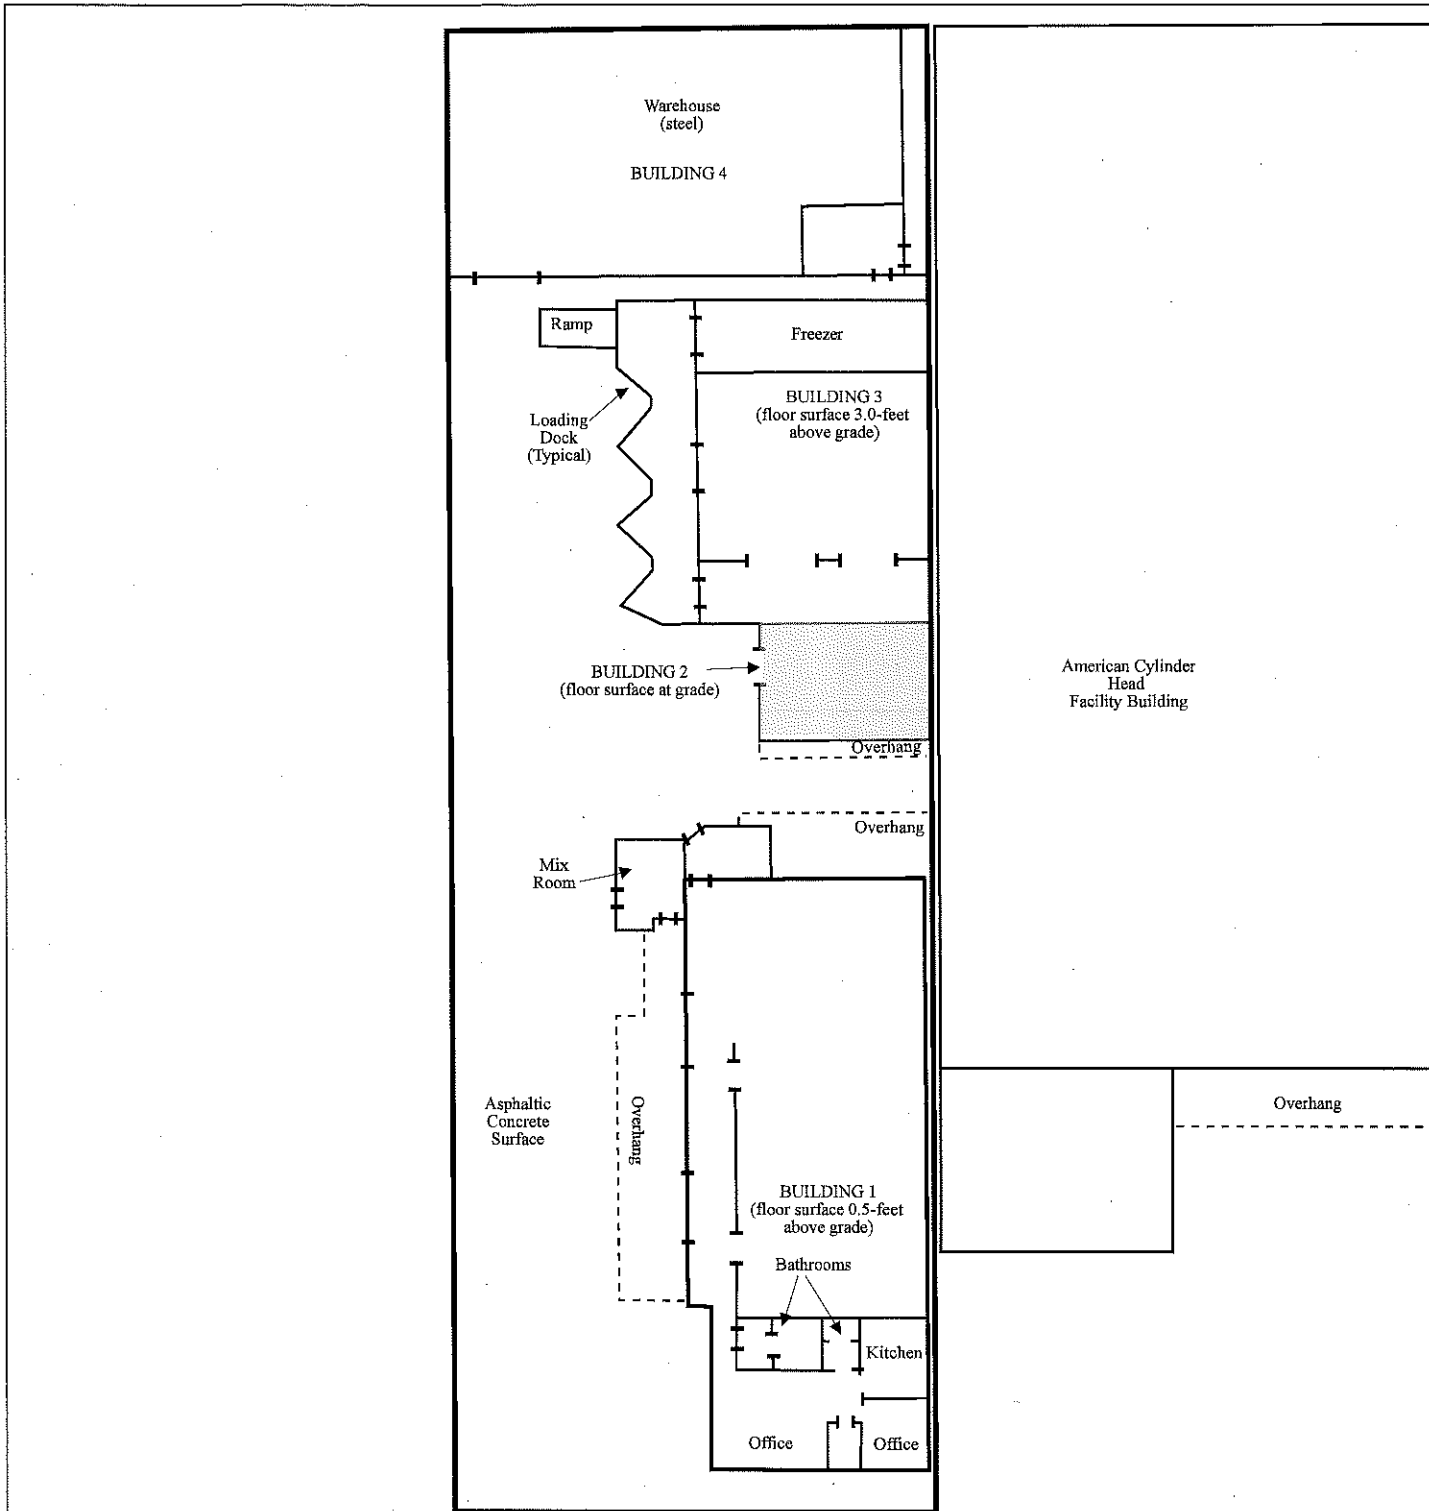 Warehouse
(steel)
BUILDING 4
Ramp
Freezer
BUILDING 3
(floor surface 3.0-feet
above grade)
Loading
Dock
(Typical)
BUILDING 2
(floor surface at grade)
American Cylinder
Head
Facility Building
Overhang
Overhang
Mix
Room
Asphaltic
Concrete
Surface
Overhang
Overhang
BUILDING 1
(floor surface 0.5-feet
above grade)
Bathrooms
Kitchen
Office
Office